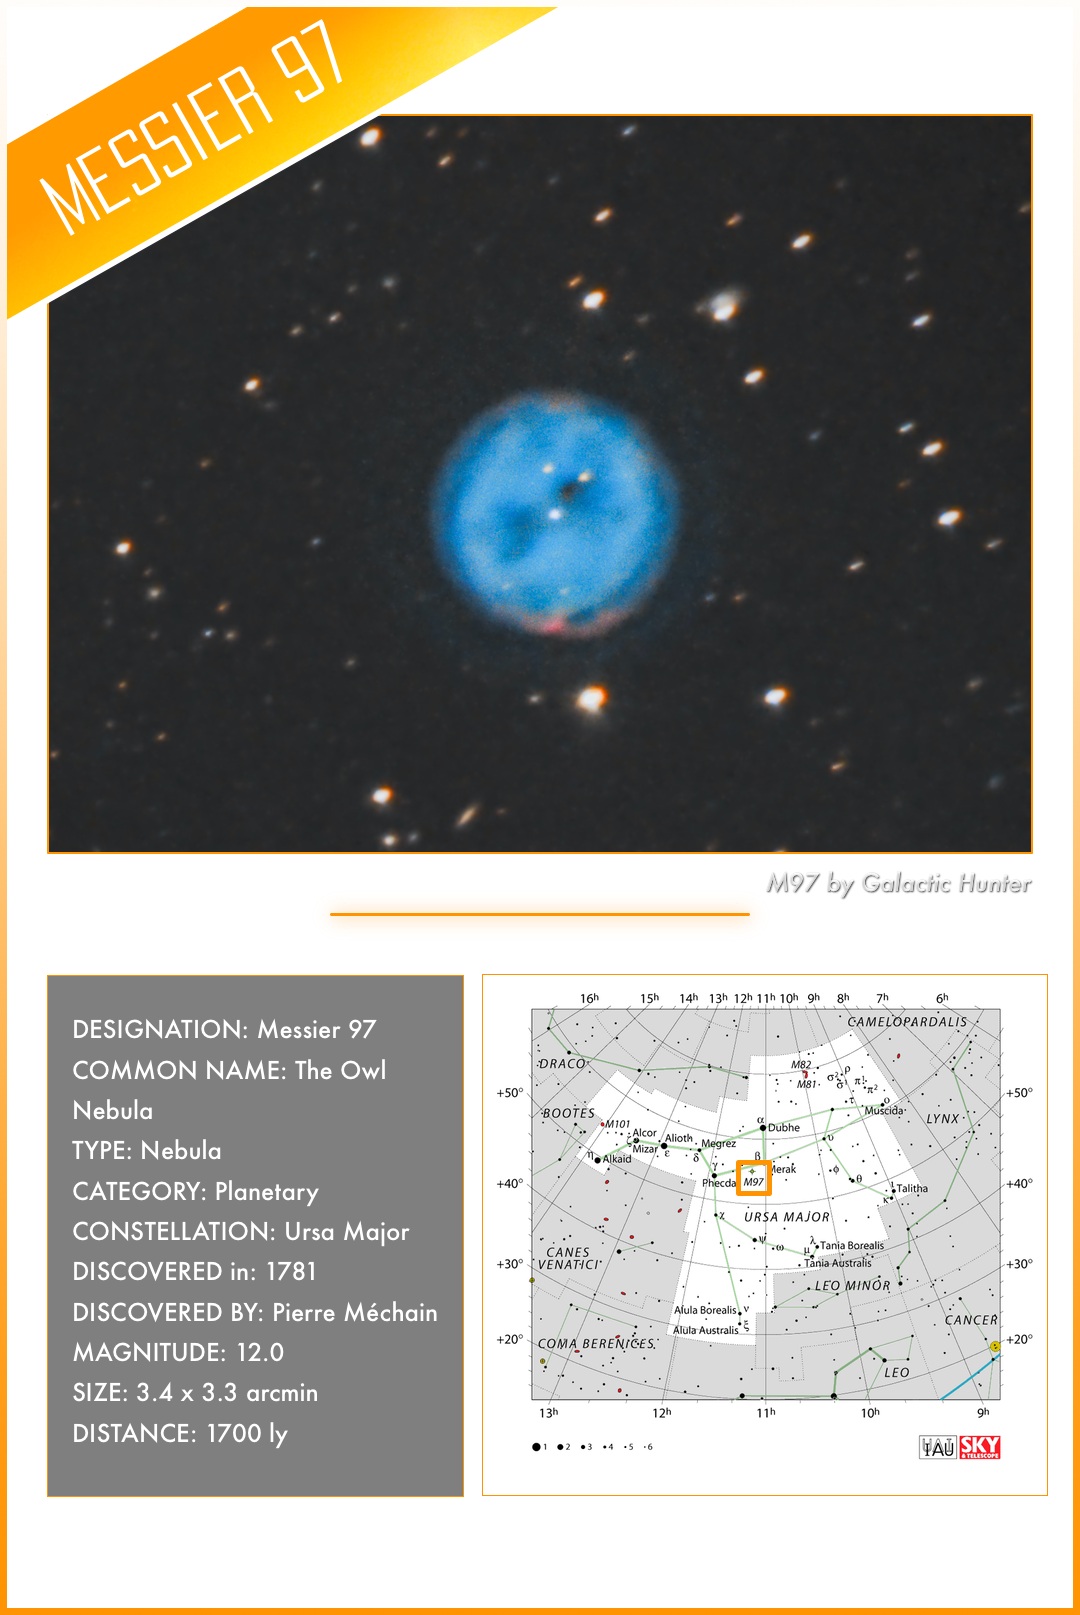 MESSIER 97
M97 by Galactic Hunter
DESIGNATION: Messier 97
COMMON NAME: The Owl
Nebula
TYPE: Nebula
CATEGORY: Planetary
CONSTELLATION: Ursa Major
DISCOVERED in: 1781
DISCOVERED BY: Pierre Méchain
MAGNITUDE: 12.0
SIZE: 3.4 x 3.3 arcmin
DISTANCE: 1700 ly
16h 15h 14h 13h 12h 11h 10h 9h 8h 7h 6h
CAMELOPARDALIS
DRACO
M82
M81
ρ
σ² σ¹ π¹ π²
τ ο
Muscida
+50° +50°
BOOTES
LYNX
M101
α
Dubhe
Alcor
ζ Mizar
Alioth
ε
Megrez
δ
υ
η Alkaid
γ
β
Merak
φ
θ
Phecda
M97
ι Talitha
κ
+40° +40°
χ
URSA MAJOR
ψ
ω
λ Tania Borealis
μ
Tania Australis
CANES
VENATICI
+30° +30°
LEO MINOR
Alula Borealis ν
Alula Australis ξ
CANCER
COMA BERENICES
+20° +20°
LEO
13h 12h 11h 10h 9h
1 2 3 4 5 6
IAU
SKY
& TELESCOPE